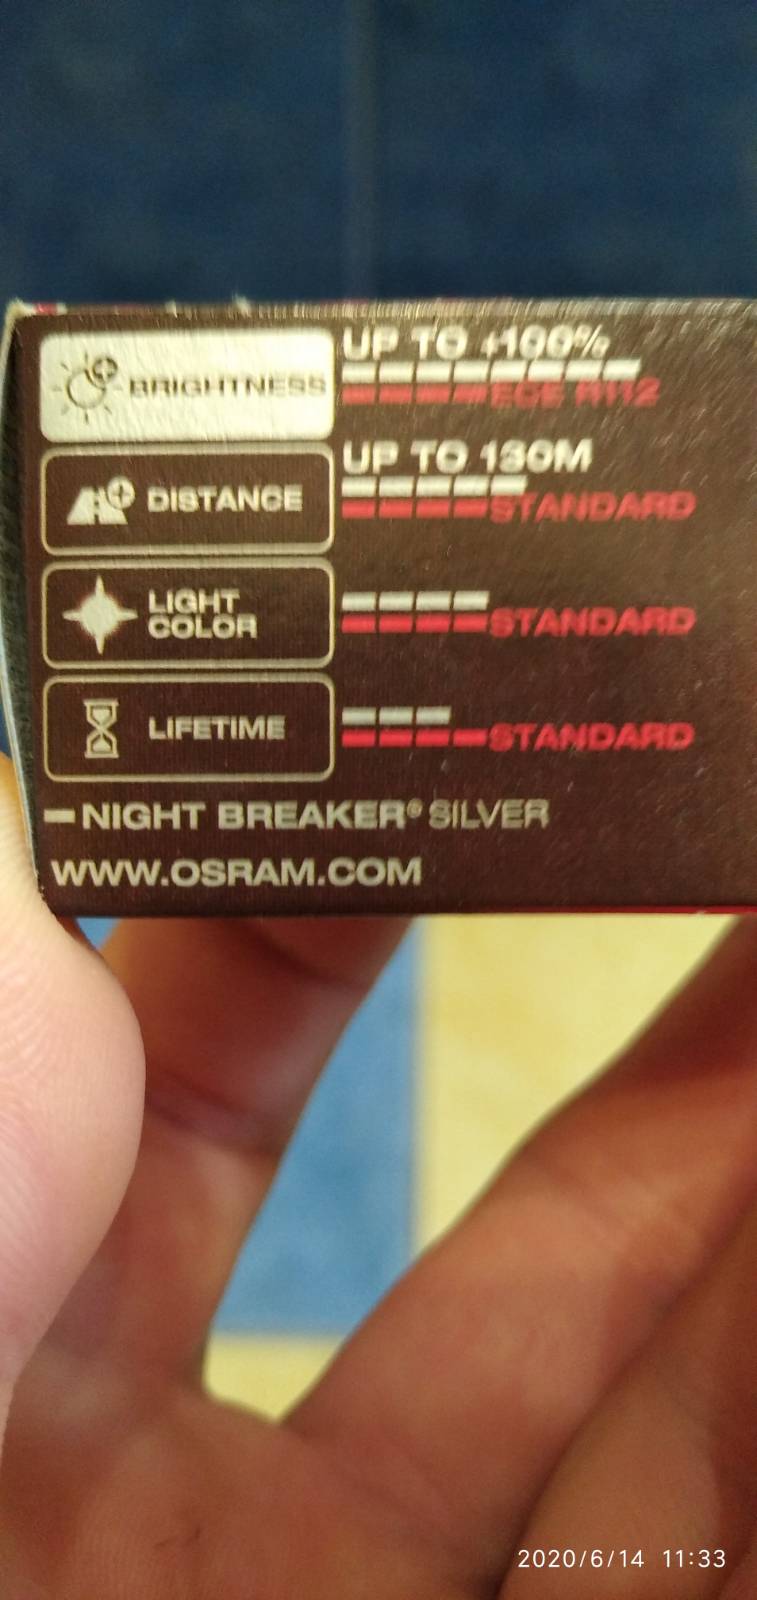 UP TO +100%
BRIGHTNESS
ECE R112
UP TO 130M
DISTANCE
STANDARD
LIGHT
COLOR
STANDARD
LIFETIME
STANDARD
NIGHT BREAKER® SILVER
WWW.OSRAM.COM
2020/6/14 11:33